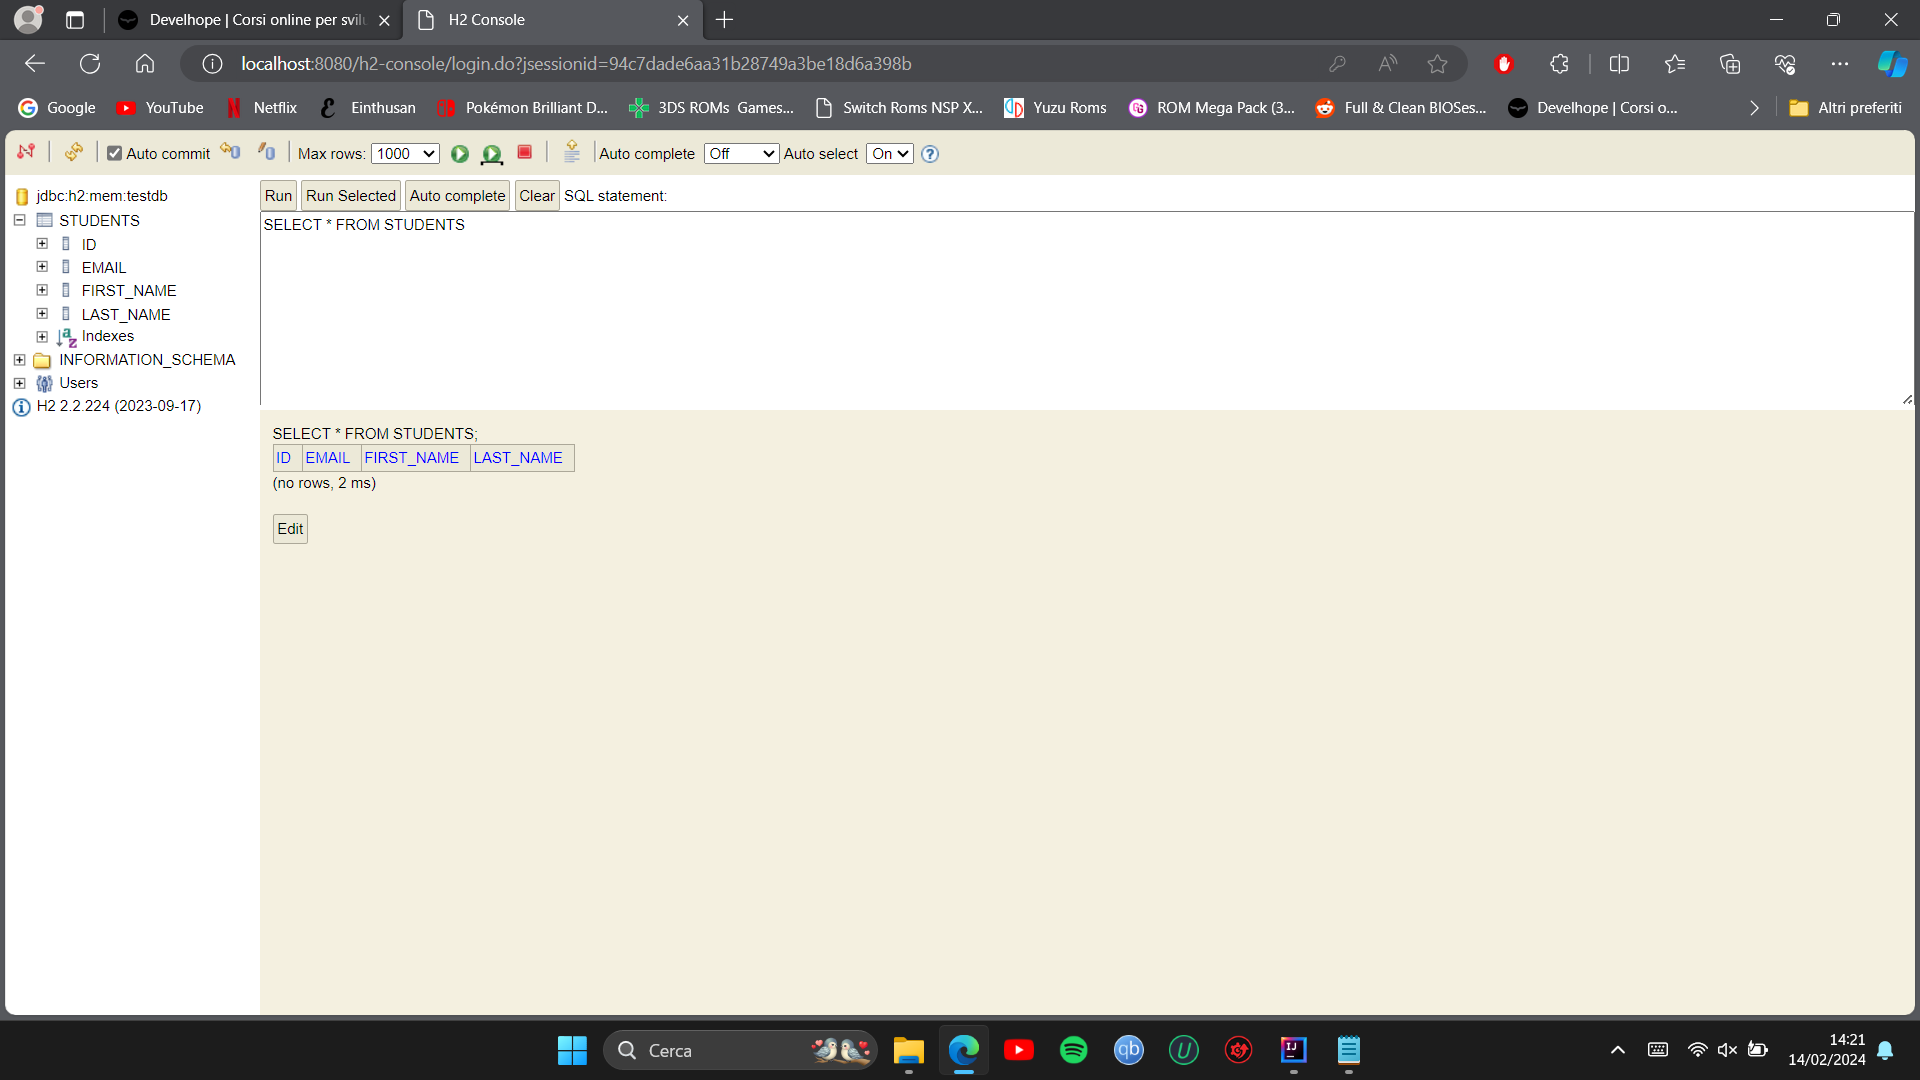 Develhope | Corsi online per svilu
H2 Console
localhost:8080/h2-console/login.do?jsessionid=94c7dade6aa31b28749a3be18d6a398b
Google
YouTube
Netflix
Einthusan
Pokémon Brilliant D...
3DS ROMs Games...
Switch Roms NSP X...
Yuzu Roms
ROM Mega Pack (3...
Full & Clean BIOSes...
Develhope | Corsi o...
Altri preferiti
Auto commit
Max rows: 1000
Auto complete Off
Auto select On
jdbc:h2:mem:testdb
STUDENTS
ID
EMAIL
FIRST_NAME
LAST_NAME
Indexes
INFORMATION_SCHEMA
Users
H2 2.2.224 (2023-09-17)
Run Run Selected Auto complete Clear SQL statement:
SELECT * FROM STUDENTS
SELECT * FROM STUDENTS;
ID EMAIL FIRST_NAME LAST_NAME
(no rows, 2 ms)
Edit
Cerca
qb
U
IJ
14:21
14/02/2024